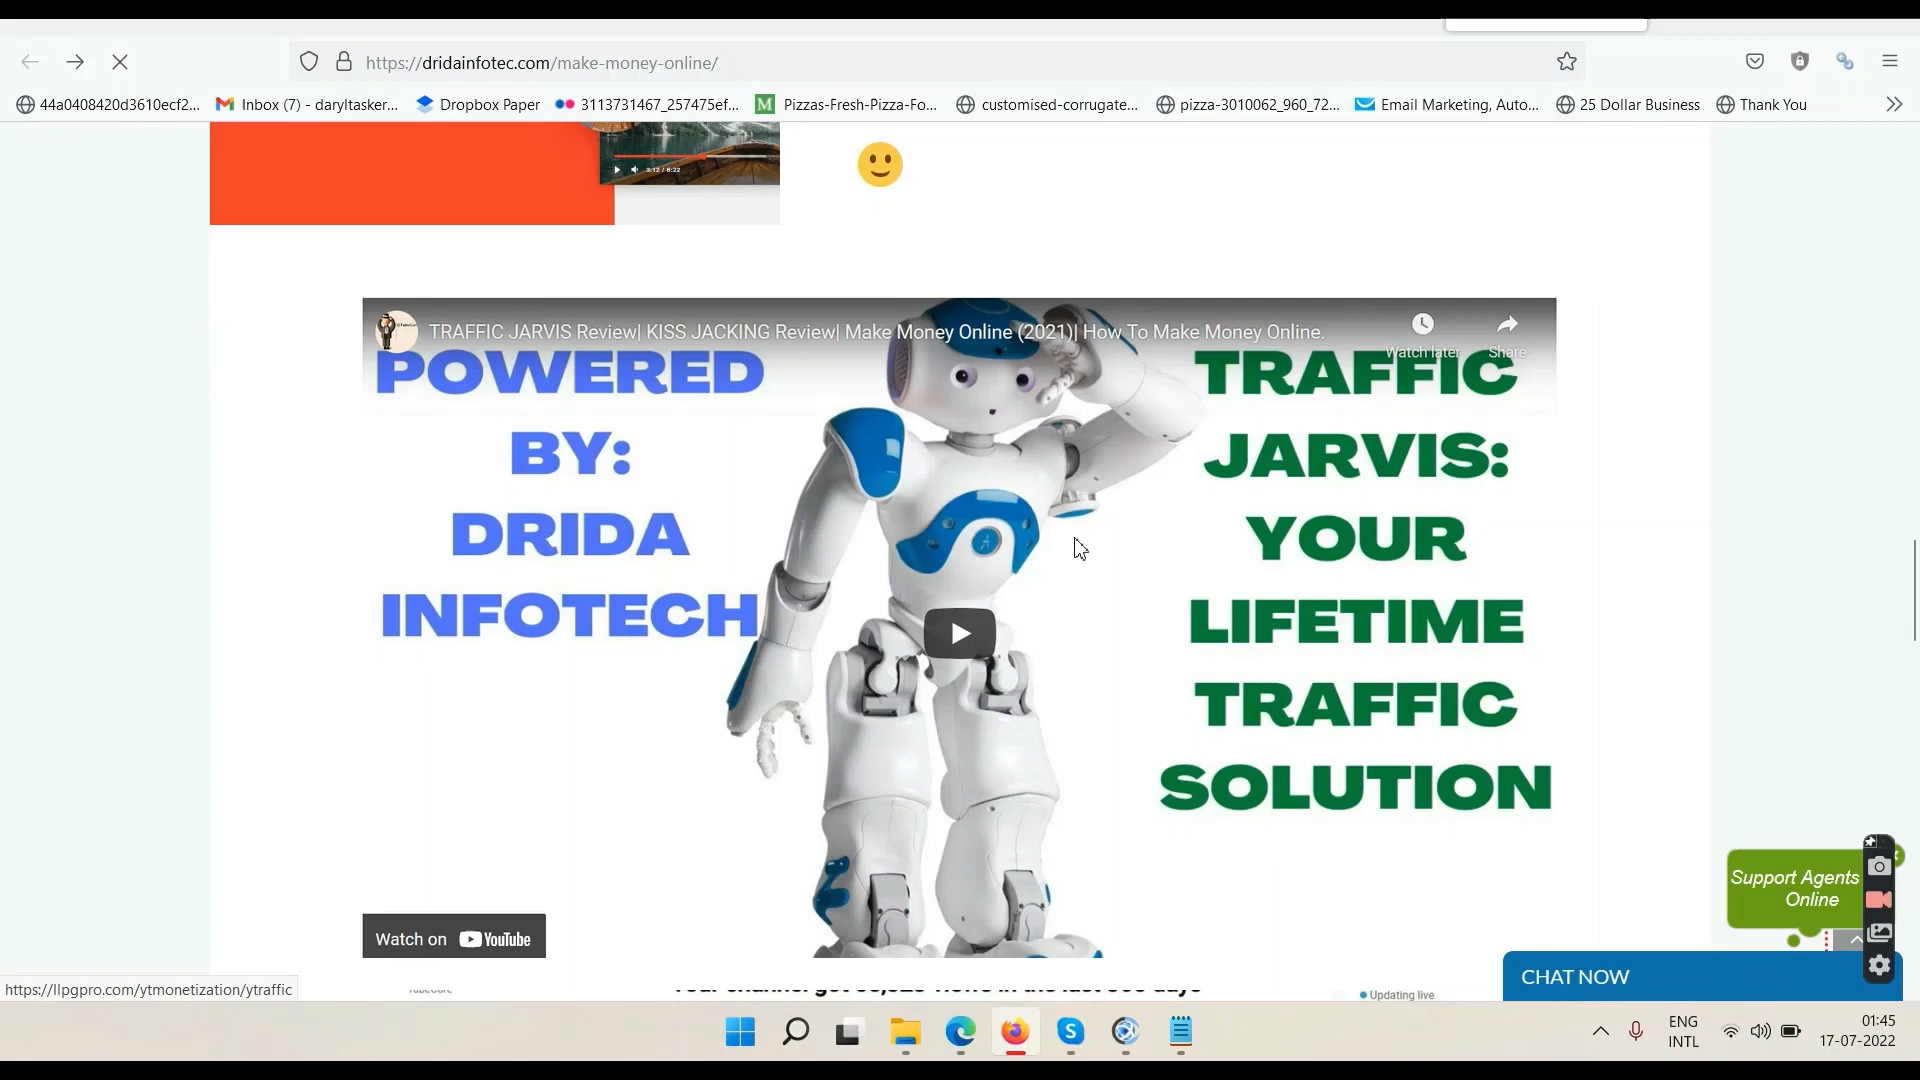 https://dridainfotec.com/make-money-online/
44a0408420d3610ecf2...
Inbox (7) - daryltasker...
Dropbox Paper
3113731467_257475ef...
M
Pizzas-Fresh-Pizza-Fo...
customised-corrugate...
pizza-3010062_960_72...
Email Marketing, Auto...
25 Dollar Business
Thank You
3:12 / 6:22
TRAFFIC JARVIS Review| KISS JACKING Review| Make Money Online (2021)| How To Make Money Online.
Watch later
Share
POWERED
BY:
DRIDA
INFOTECH
TRAFFIC
JARVIS:
YOUR
LIFETIME
TRAFFIC
SOLUTION
Watch on YouTube
Support Agents
Online
CHAT NOW
https://llpgpro.com/ytmonetization/ytraffic
Updating live
S
ENG
INTL
01:45
17-07-2022